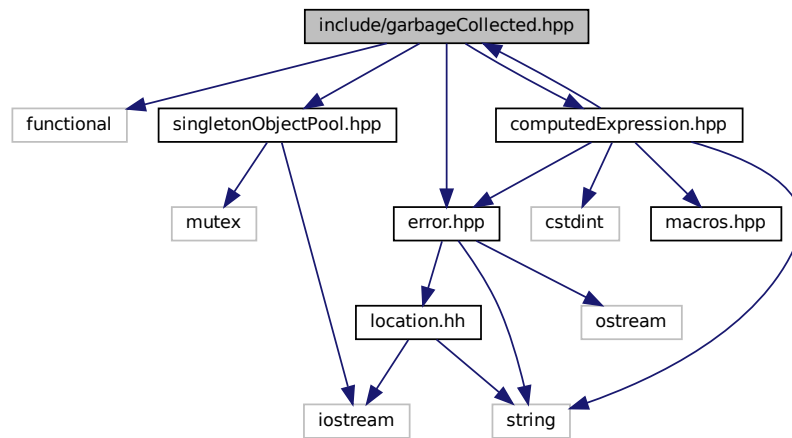 include/garbageCollected.hpp
functional
singletonObjectPool.hpp
computedExpression.hpp
mutex
error.hpp
cstdint
macros.hpp
location.hh
ostream
iostream
string